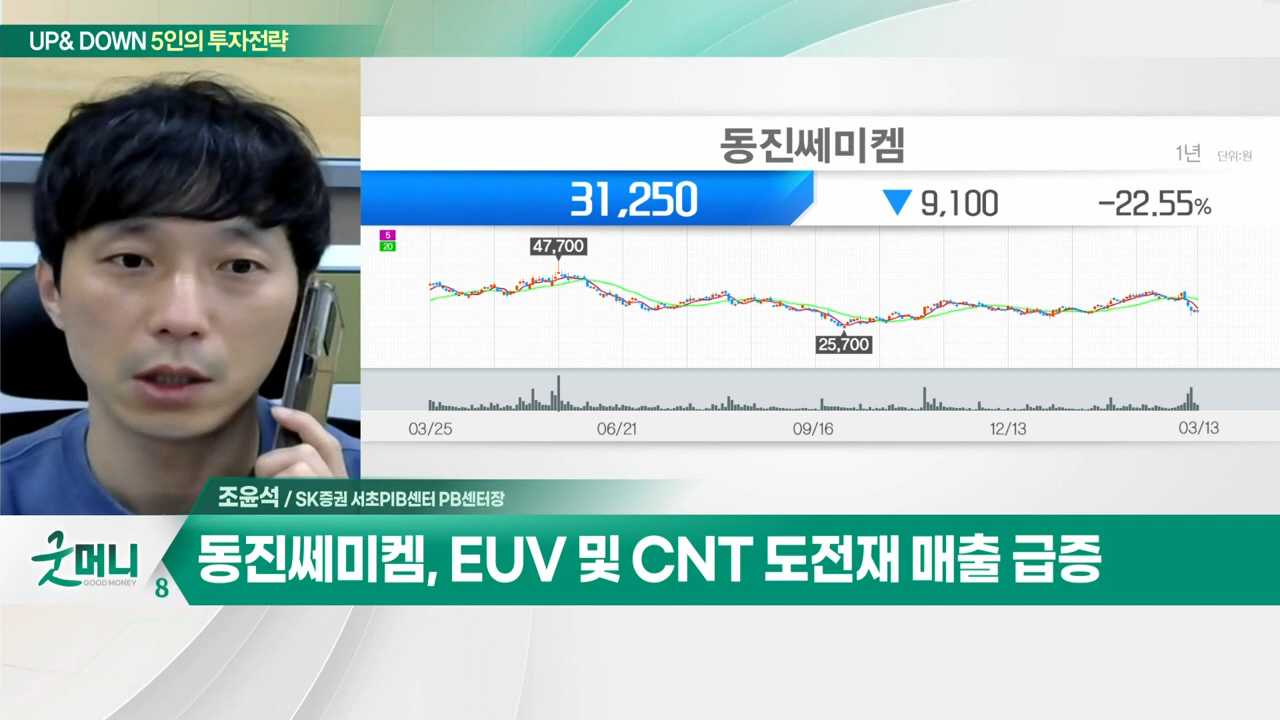 UP& DOWN 5인의 투자전략
동진쎄미켐
1년 단위:원
31,250 ▼ 9,100 -22.55%
5
20
47,700
25,700
03/25 06/21 09/16 12/13 03/13
조윤석 / SK증권 서초PIB센터 PB센터장
굿머니
GOOD MONEY
8
동진쎄미켐, EUV 및 CNT 도전재 매출 급증